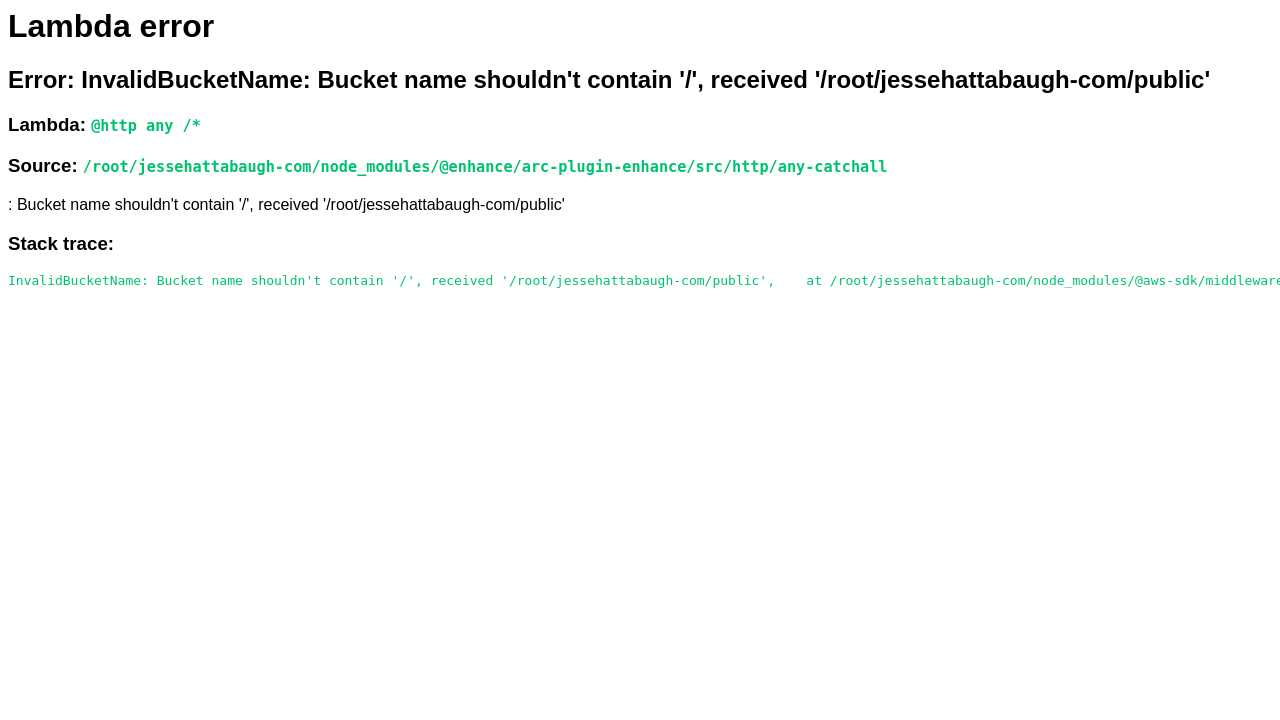 Lambda error
Error: InvalidBucketName: Bucket name shouldn't contain '/', received '/root/jessehattabaugh-com/public'
Lambda: @http any /*
Source: /root/jessehattabaugh-com/node_modules/@enhance/arc-plugin-enhance/src/http/any-catchall
: Bucket name shouldn't contain '/', received '/root/jessehattabaugh-com/public'
Stack trace:
InvalidBucketName: Bucket name shouldn't contain '/', received '/root/jessehattabaugh-com/public',    at /root/jessehattabaugh-com/node_modules/@aws-sdk/middleware